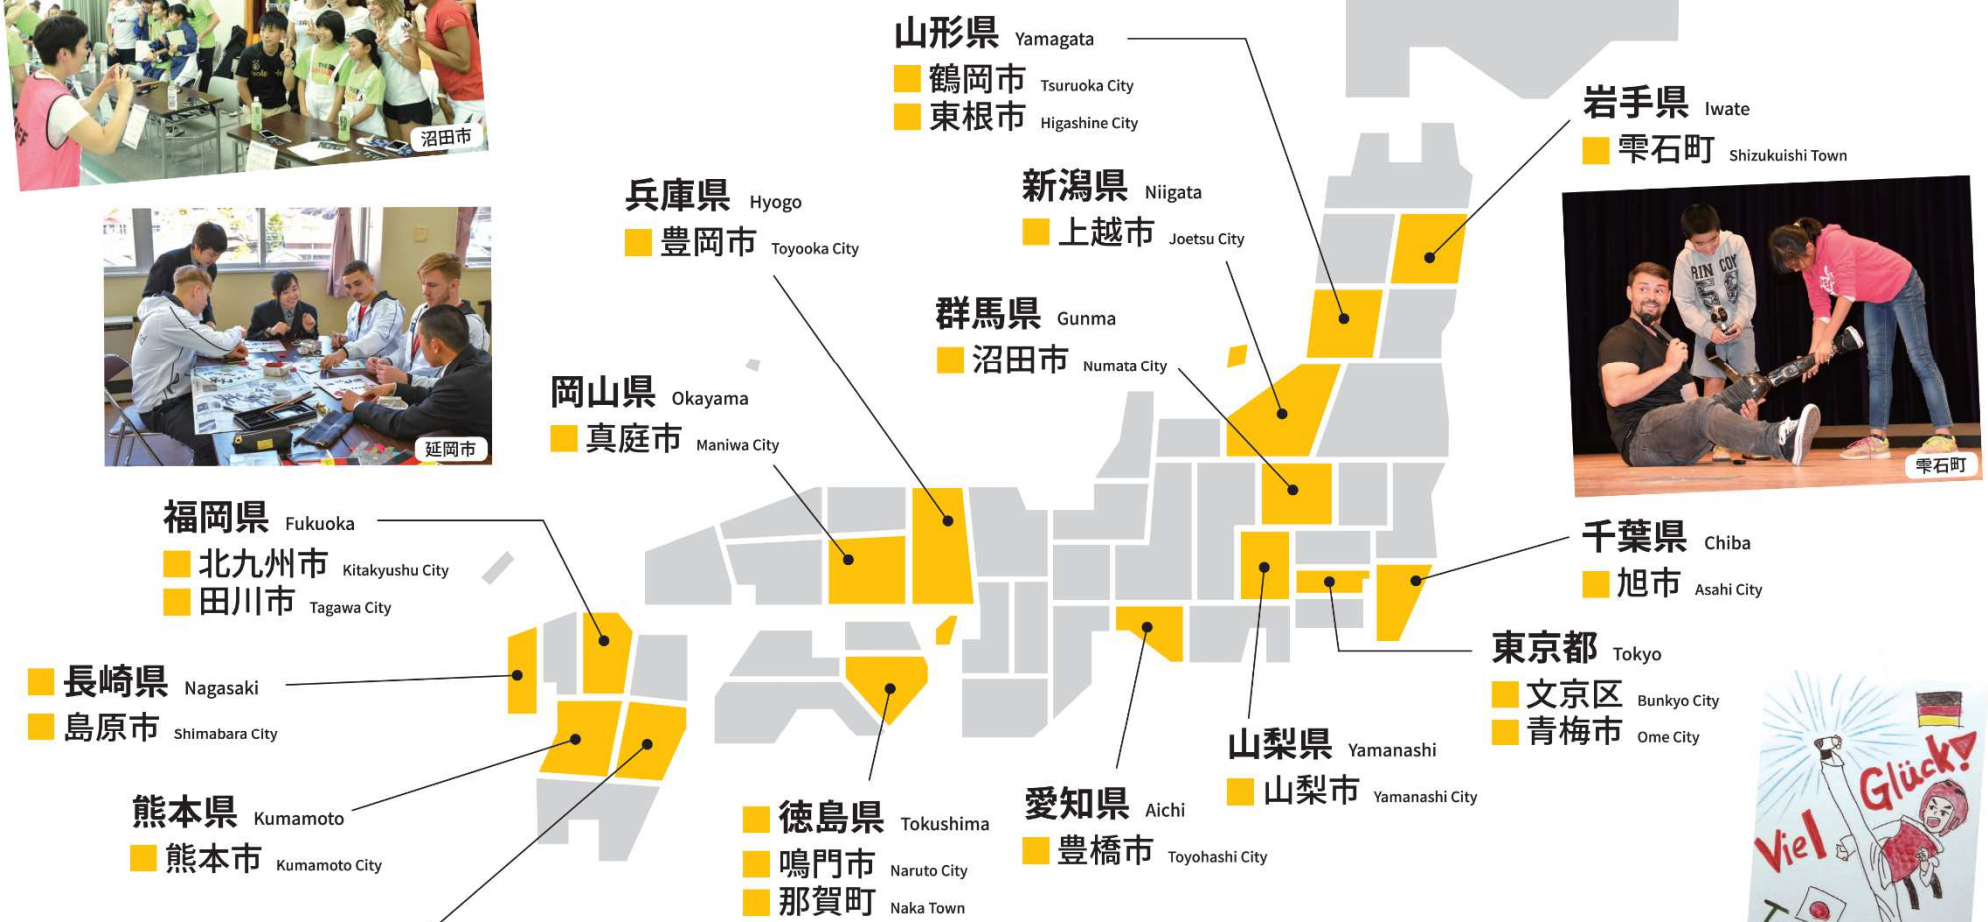 沼田市
延岡市
山形県 Yamagata
鶴岡市 Tsuruoka City
東根市 Higashine City
岩手県 Iwate
雫石町 Shizukuishi Town
雫石町
兵庫県 Hyogo
豊岡市 Toyooka City
新潟県 Niigata
上越市 Joetsu City
群馬県 Gunma
沼田市 Numata City
岡山県 Okayama
真庭市 Maniwa City
福岡県 Fukuoka
北九州市 Kitakyushu City
田川市 Tagawa City
千葉県 Chiba
旭市 Asahi City
長崎県 Nagasaki
島原市 Shimabara City
東京都 Tokyo
文京区 Bunkyo City
青梅市 Ome City
熊本県 Kumamoto
熊本市 Kumamoto City
徳島県 Tokushima
鳴門市 Naruto City
那賀町 Naka Town
愛知県 Aichi
豊橋市 Toyohashi City
山梨県 Yamanashi
山梨市 Yamanashi City
Viel Glück!